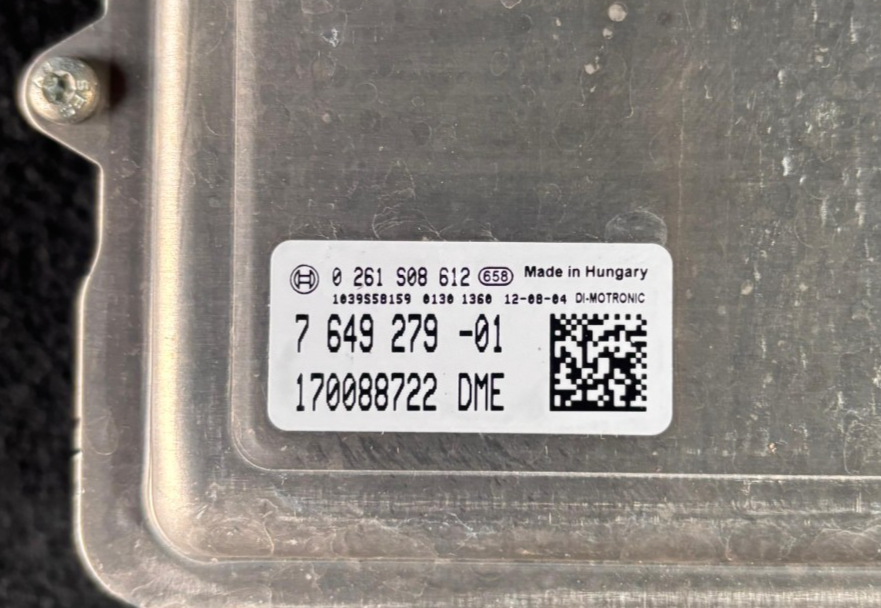 0 261 S08 612 658 Made in Hungary
1039S58159 0130 1360 12-08-04 DI-MOTRONIC
7 649 279 -01
170088722 DME